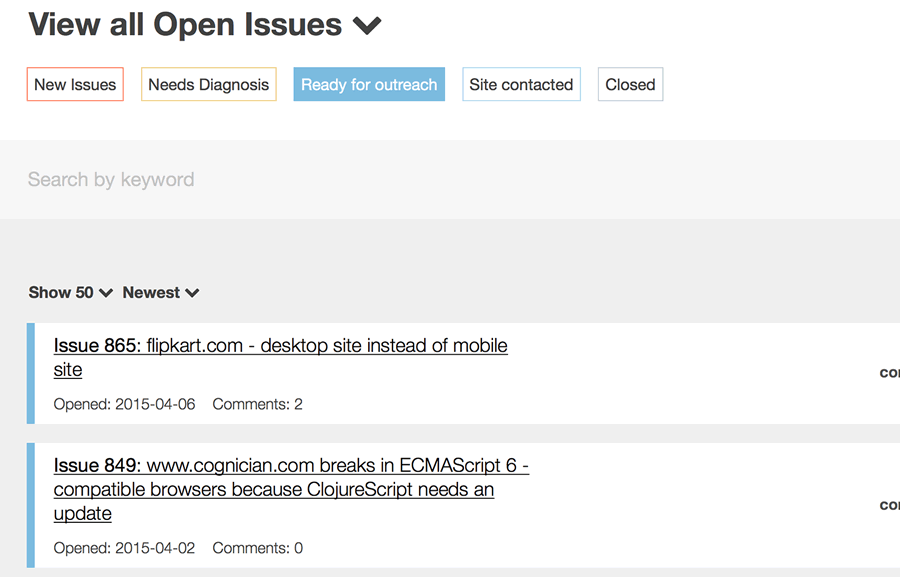 View all Open Issues
New Issues Needs Diagnosis Ready for outreach Site contacted Closed
Search by keyword
Show 50 Newest
Issue 865: flipkart.com - desktop site instead of mobile
site
Opened: 2015-04-06 Comments: 2
Issue 849: www.cognician.com breaks in ECMAScript 6 -
compatible browsers because ClojureScript needs an
update
Opened: 2015-04-02 Comments: 0